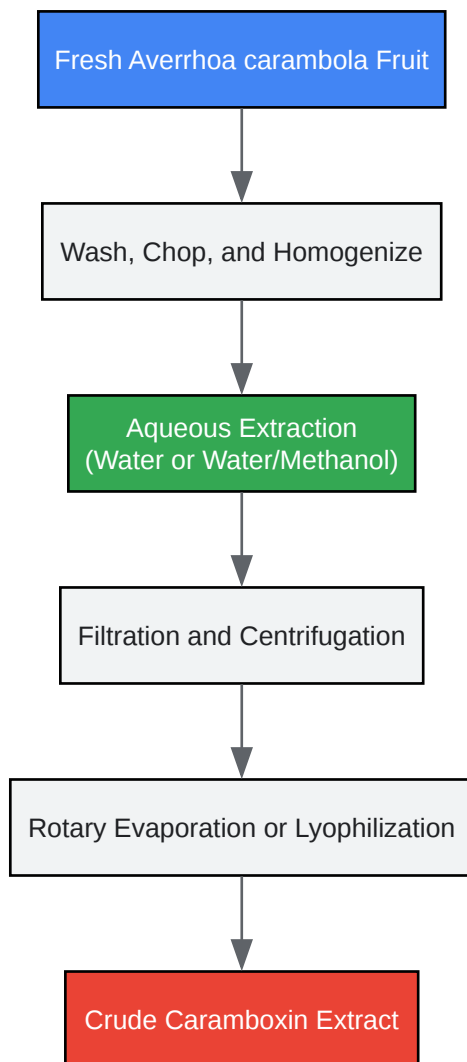 Fresh Averrhoa carambola Fruit
Wash, Chop, and Homogenize
Aqueous Extraction
(Water or Water/Methanol)
Filtration and Centrifugation
Rotary Evaporation or Lyophilization
Crude Caramboxin Extract